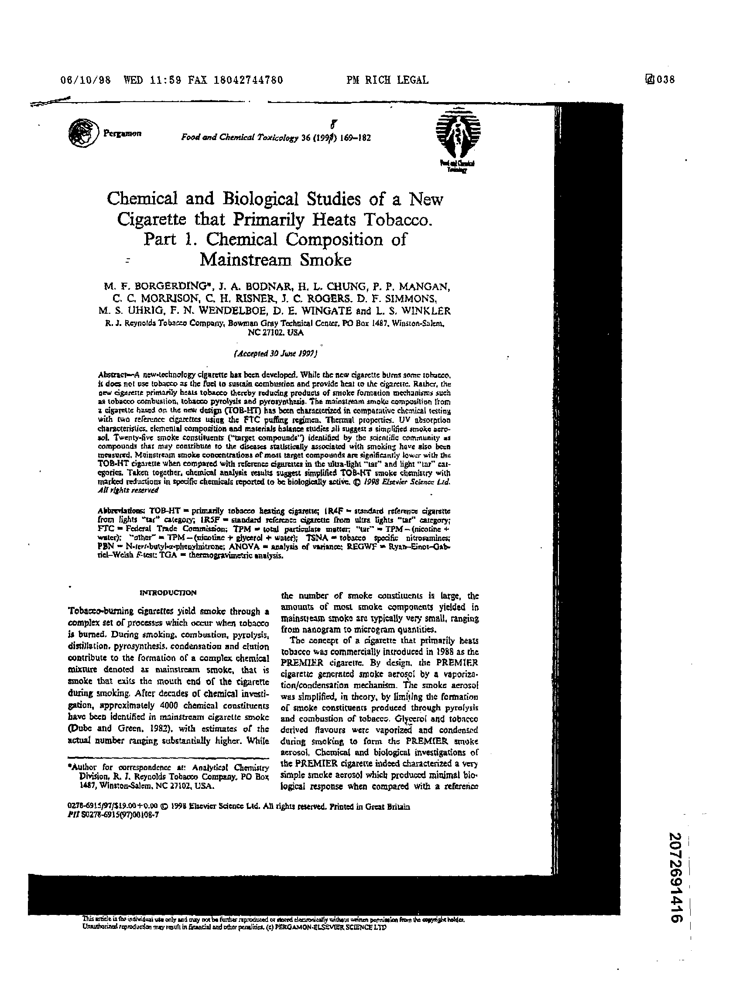 06/10/98 WED 11:59 FAX 18042744780 PM RICH LEGAL 038
Pergamon
8
Food and Chemical Toxicology 36 (1998) 169–182
Food and Chemical
Toxicology
Chemical and Biological Studies of a New
Cigarette that Primarily Heats Tobacco.
Part 1. Chemical Composition of
Mainstream Smoke
M. F. BORGERDING*, J. A. BODNAR, H. L. CHUNG, P. P. MANGAN,
C. C. MORRISON, C. H. RISNER, J. C. ROGERS, D. F. SIMMONS,
M. S. UHRIG, F. N. WENDELBOE, D. E. WINGATE and L. S. WINKLER
R. J. Reynolds Tobacco Company, Bowman Gray Technical Center, PO Box 1487, Winston-Salem,
NC 27102, USA
(Accepted 30 June 1997)
Abstract—A new-technology cigarette has been developed. While the new cigarette burns some tobacco,
it does not use tobacco as the fuel to sustain combustion and provide heat to the cigarette. Rather, the
new cigarette primarily heats tobacco thereby reducing products of smoke formation mechanisms such
as tobacco combustion, tobacco pyrolysis and pyrosynthesis. The mainstream smoke composition from
a cigarette based on the new design (TOB-HT) has been characterized in comparative chemical testing
with two reference cigarettes using the FTC puffing regimen. Thermal properties, UV absorption
characteristics, elemental composition and materials balance studies all suggest a simplified smoke aero-
sol. Twenty-five smoke constituents ("target compounds") identified by the scientific community as
compounds that may contribute to the diseases statistically associated with smoking have also been
measured. Mainstream smoke concentrations of most target compounds are significantly lower with the
TOB-HT cigarette when compared with reference cigarettes in the ultra-light "tar" and light "tar" cat-
egories. Taken together, chemical analysis results suggest simplified TOB-HT smoke chemistry with
marked reductions in specific chemicals reported to be biologically active. © 1998 Elsevier Science Ltd.
All rights reserved
Abbreviations: TOB-HT = primarily tobacco heating cigarette; 1R4F = standard reference cigarette
from lights "tar" category; 1R5F = standard reference cigarette from ultra lights "tar" category;
FTC = Federal Trade Commission; TPM = total particulate matter; "tar" = TPM – (nicotine +
water); "other" = TPM – (nicotine + glycerol + water); TSNA = tobacco specific nitrosamines;
PBN = N-tert-butyl-α-phenylnitrone; ANOVA = analysis of variance; REGWF = Ryan–Einot–Gab-
riel–Welsh F-test; TGA = thermogravimetric analysis.
INTRODUCTION
Tobacco-burning cigarettes yield smoke through a
complex set of processes which occur when tobacco
is burned. During smoking, combustion, pyrolysis,
distillation, pyrosynthesis, condensation and elution
contribute to the formation of a complex chemical
mixture denoted as mainstream smoke, that is
smoke that exits the mouth end of the cigarette
during smoking. After decades of chemical investi-
gation, approximately 4000 chemical constituents
have been identified in mainstream cigarette smoke
(Dube and Green, 1982), with estimates of the
actual number ranging substantially higher. While
*Author for correspondence at: Analytical Chemistry
Division, R. J. Reynolds Tobacco Company, PO Box
1487, Winston-Salem, NC 27102, USA.
the number of smoke constituents is large, the
amounts of most smoke components yielded in
mainstream smoke are typically very small, ranging
from nanogram to microgram quantities.
The concept of a cigarette that primarily heats
tobacco was commercially introduced in 1988 as the
PREMIER cigarette. By design, the PREMIER
cigarette generated smoke aerosol by a vaporiza-
tion/condensation mechanism. The smoke aerosol
was simplified, in theory, by limiting the formation
of smoke constituents produced through pyrolysis
and combustion of tobacco. Glycerol and tobacco
derived flavours were vaporized and condensed
during smoking to form the PREMIER smoke
aerosol. Chemical and biological investigations of
the PREMIER cigarette indeed characterized a very
simple smoke aerosol which produced minimal bio-
logical response when compared with a reference
0278-6915/97/$19.00+0.00 © 1998 Elsevier Science Ltd. All rights reserved. Printed in Great Britain
PII S0278-6915(97)00108-7
This article is for individual use only and may not be further reproduced or stored electronically without written permission from the copyright holder.
Unauthorized reproduction may result in financial and other penalties. (c) PERGAMON-ELSEVIER SCIENCE LTD
2072691416